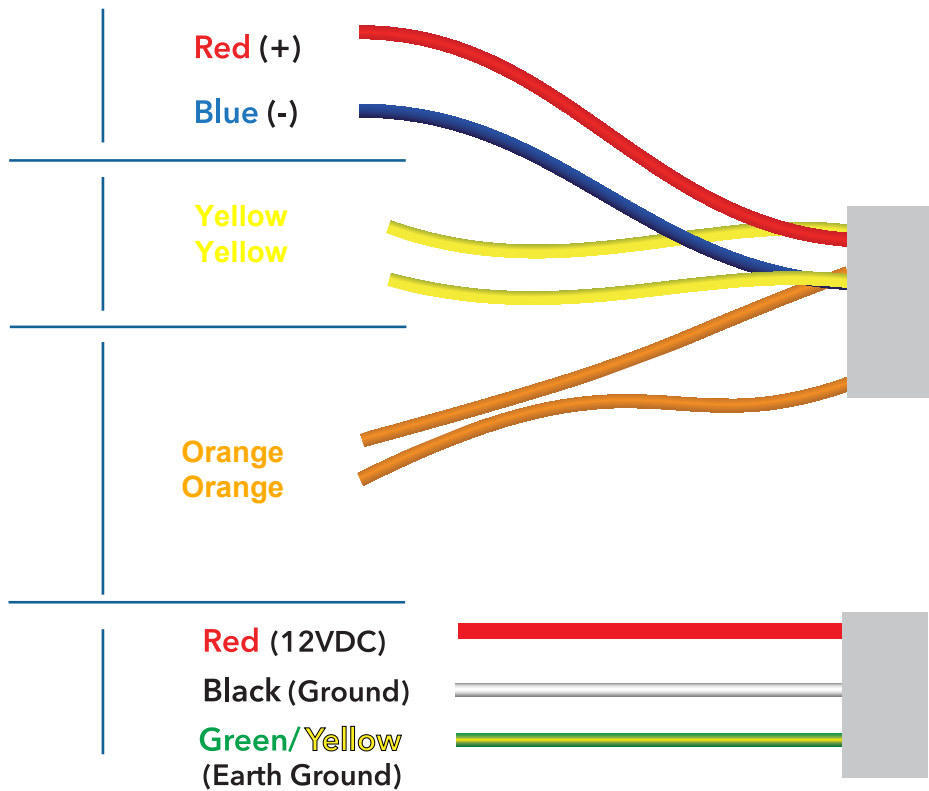 Red (+)
Blue (-)
Yellow
Yellow
Orange
Orange
Red (12VDC)
Black (Ground)
Green/ Yellow
(Earth Ground)